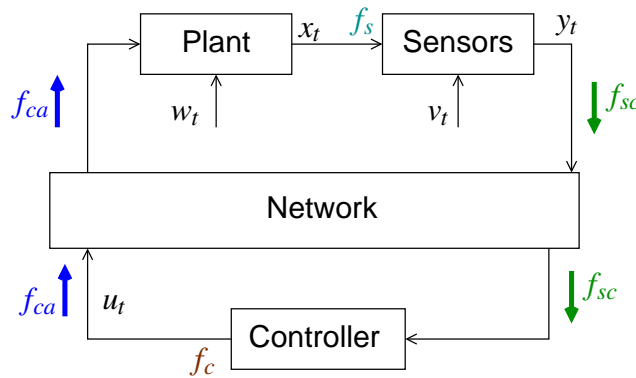 Plant x_t f_s Sensors y_t
f_ca w_t v_t f_sc
Network
f_ca u_t Controller f_sc
f_c